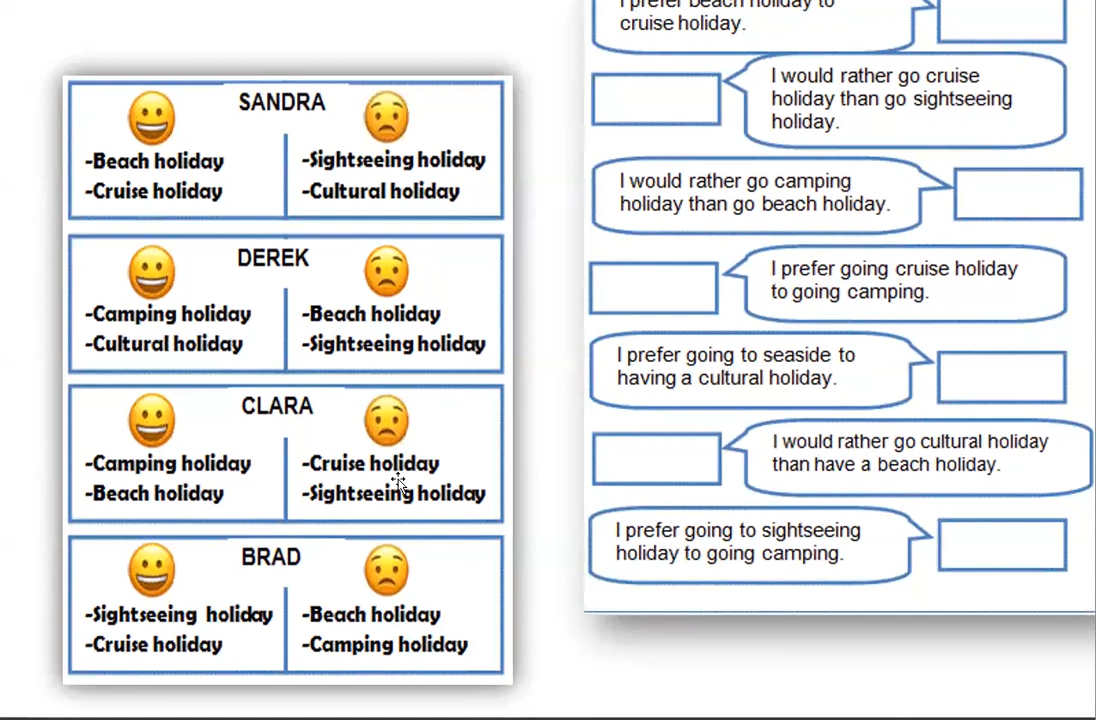 SANDRA
-Beach holiday
-Cruise holiday
-Sightseeing holiday
-Cultural holiday
DEREK
-Camping holiday
-Cultural holiday
-Beach holiday
-Sightseeing holiday
CLARA
-Camping holiday
-Beach holiday
-Cruise holiday
-Sightseeing holiday
BRAD
-Sightseeing holiday
-Cruise holiday
-Beach holiday
-Camping holiday
I prefer beach holiday to
cruise holiday.
I would rather go cruise
holiday than go sightseeing
holiday.
I would rather go camping
holiday than go beach holiday.
I prefer going cruise holiday
to going camping.
I prefer going to seaside to
having a cultural holiday.
I would rather go cultural holiday
than have a beach holiday.
I prefer going to sightseeing
holiday to going camping.